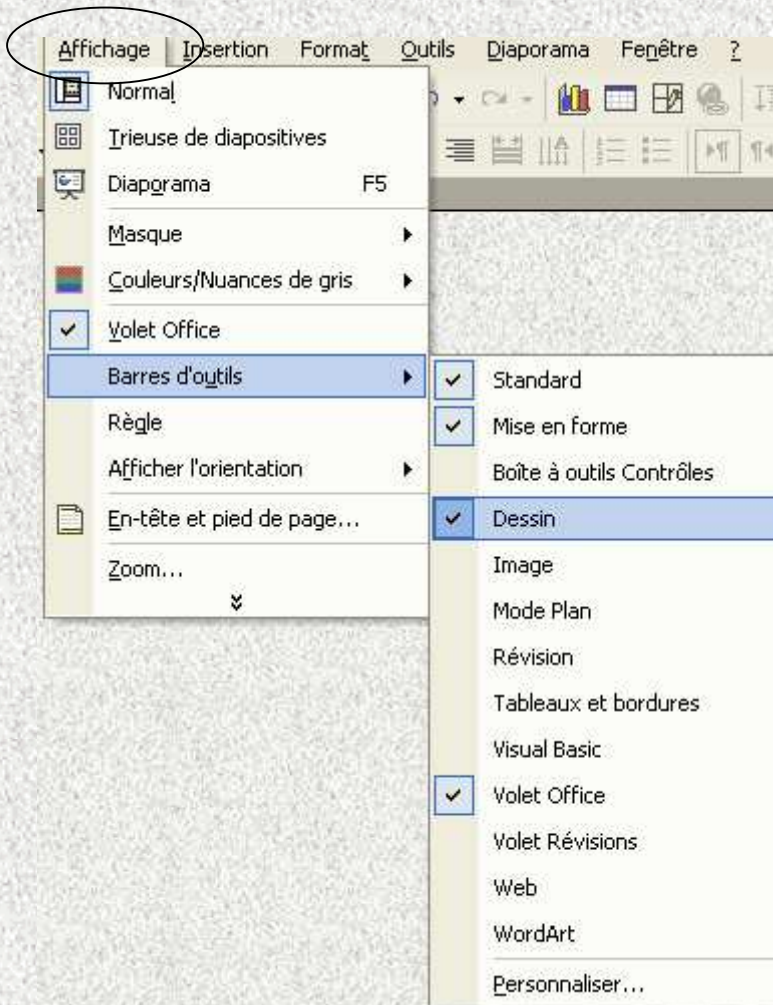 Affichage Insertion Format Outils Diaporama Fenêtre ?
Normal
Trieuse de diapositives
Diaporama F5
Masque
Couleurs/Nuances de gris
Volet Office
Barres d'outils
Règle
Afficher l'orientation
En-tête et pied de page...
Zoom...
Standard
Mise en forme
Boîte à outils Contrôles
Dessin
Image
Mode Plan
Révision
Tableaux et bordures
Visual Basic
Volet Office
Volet Révisions
Web
WordArt
Personnaliser...